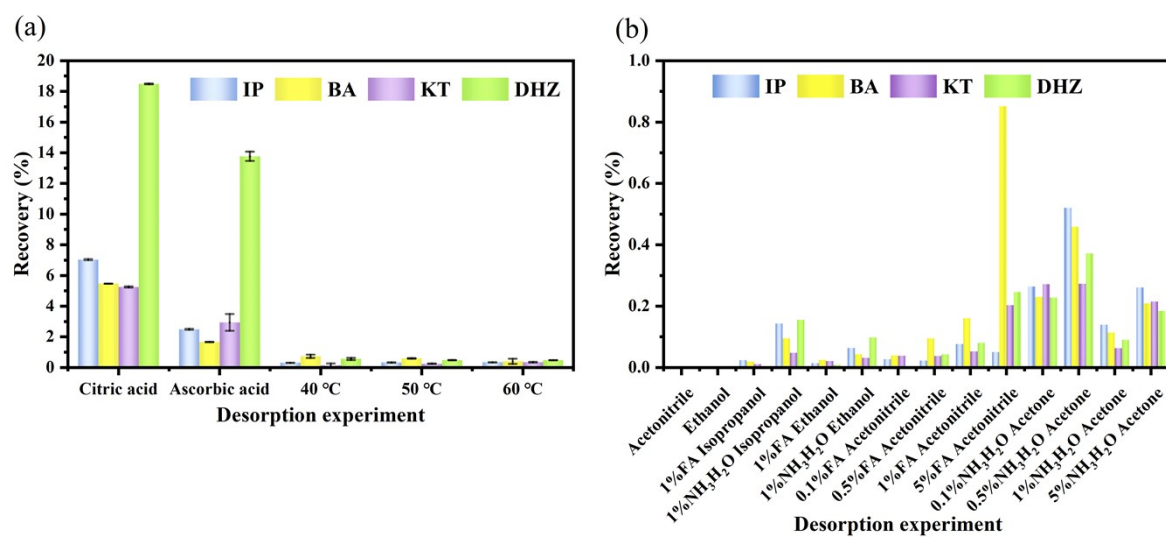 (a)
20
18
16
14
12
10
8
6
4
2
0
Recovery (%)
IP BA KT DHZ
Citric acid Ascorbic acid 40 °C 50 °C 60 °C
Desorption experiment
(b)
1.0
0.8
0.6
0.4
0.2
0.0
Recovery (%)
IP BA KT DHZ
Acetonitrile
Ethanol
1%FA Isopropanol
1%NH₃H₂O Isopropanol
1%FA Ethanol
1%NH₃H₂O Ethanol
0.1%FA Acetonitrile
0.5%FA Acetonitrile
1%FA Acetonitrile
5%FA Acetonitrile
0.1%NH₃H₂O Acetone
0.5%NH₃H₂O Acetone
1%NH₃H₂O Acetone
5%NH₃H₂O Acetone
Desorption experiment